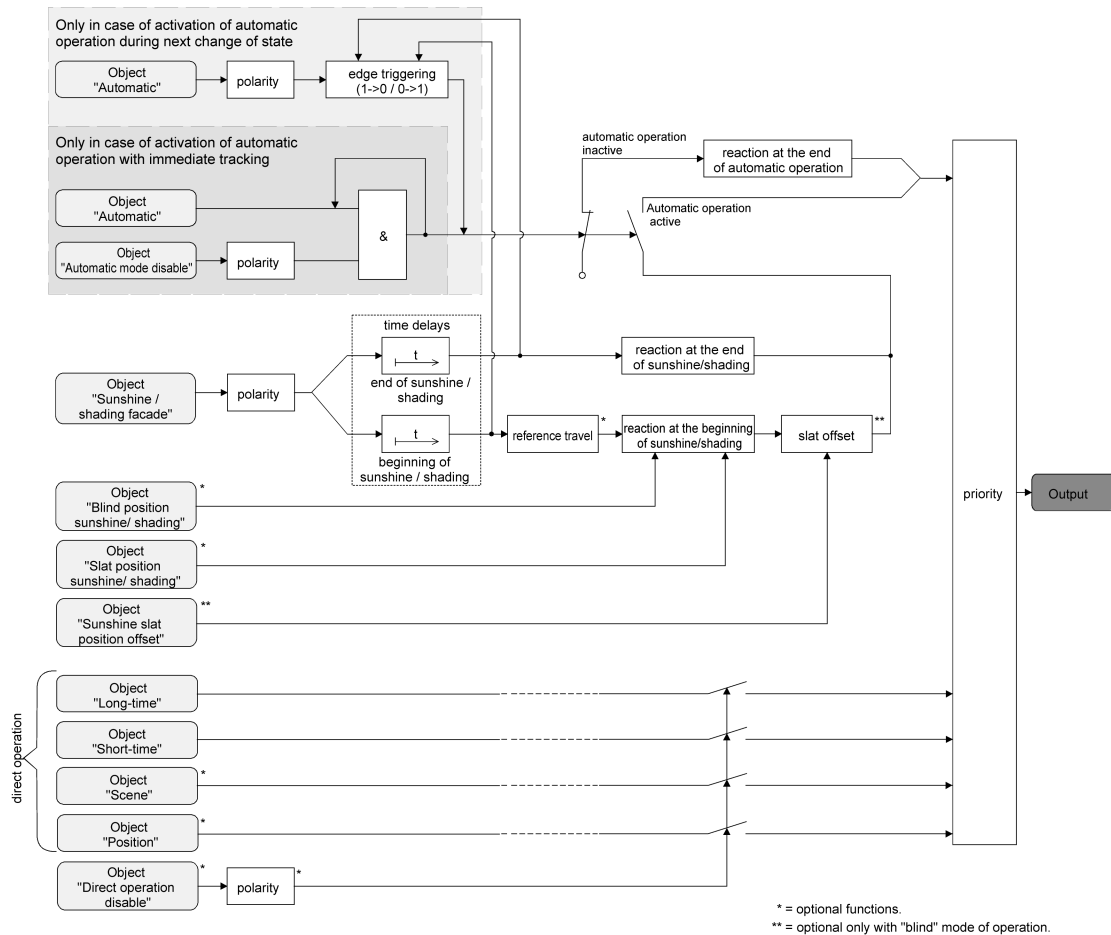 Only in case of activation of automatic
operation during next change of state
Object
"Automatic"
polarity
edge triggering
(1->0 / 0->1)
Only in case of activation of automatic
operation with immediate tracking
Object
"Automatic"
Object
"Automatic mode disable"
polarity
&
automatic operation
inactive
reaction at the end
of automatic operation
Automatic operation
active
time delays
t
end of sunshine /
shading
t
beginning of
sunshine / shading
Object
"Sunshine /
shading facade"
polarity
reaction at the end
of sunshine/shading
reference travel
*
reaction at the beginning
of sunshine/shading
slat offset
**
Object
"Blind position
sunshine/ shading"
*
Object
"Slat position
sunshine/ shading"
*
Object
"Sunshine slat
position offset"
**
priority
Output
direct operation
Object
"Long-time"
Object
"Short-time"
Object
"Scene"
*
Object
"Position"
*
Object
"Direct operation
disable"
*
polarity
*
* = optional functions.
** = optional only with "blind" mode of operation.